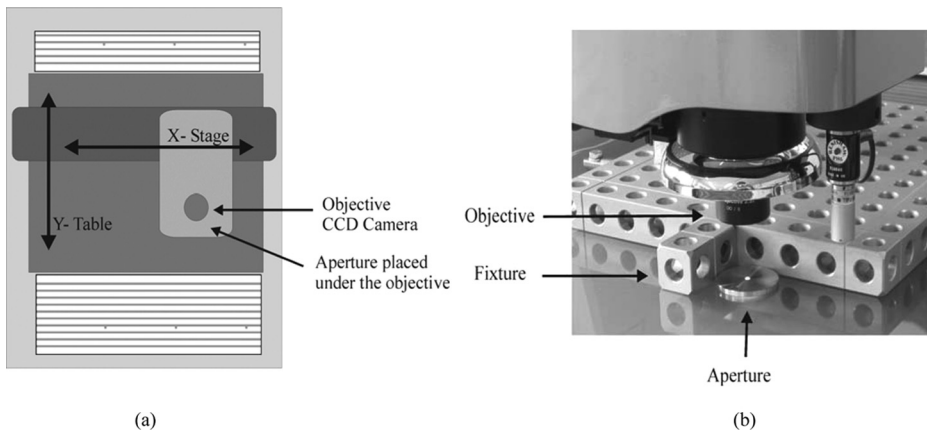 X- Stage
Y- Table
Objective
CCD Camera
Aperture placed
under the objective
(a)
Objective
Fixture
Aperture
(b)